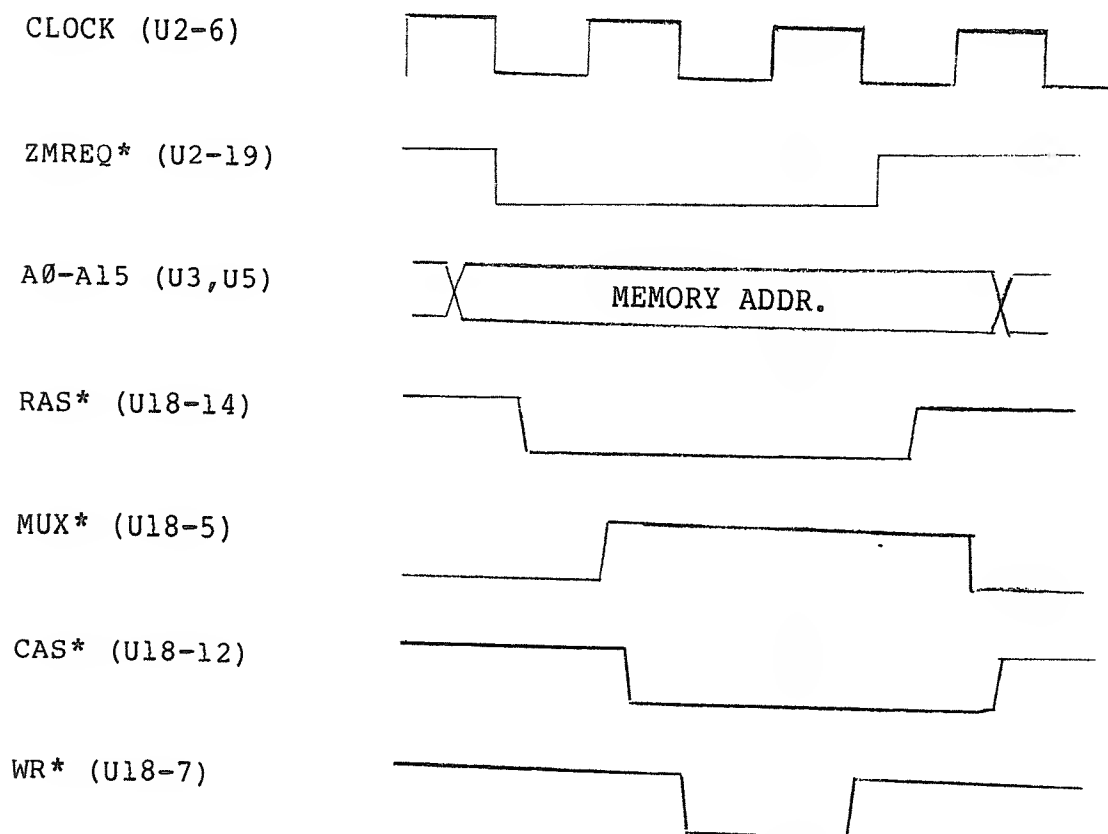 CLOCK (U2-6)
ZMREQ* (U2-19)
AØ-A15 (U3,U5)
MEMORY ADDR.
RAS* (U18-14)
MUX* (U18-5)
CAS* (U18-12)
WR* (U18-7)